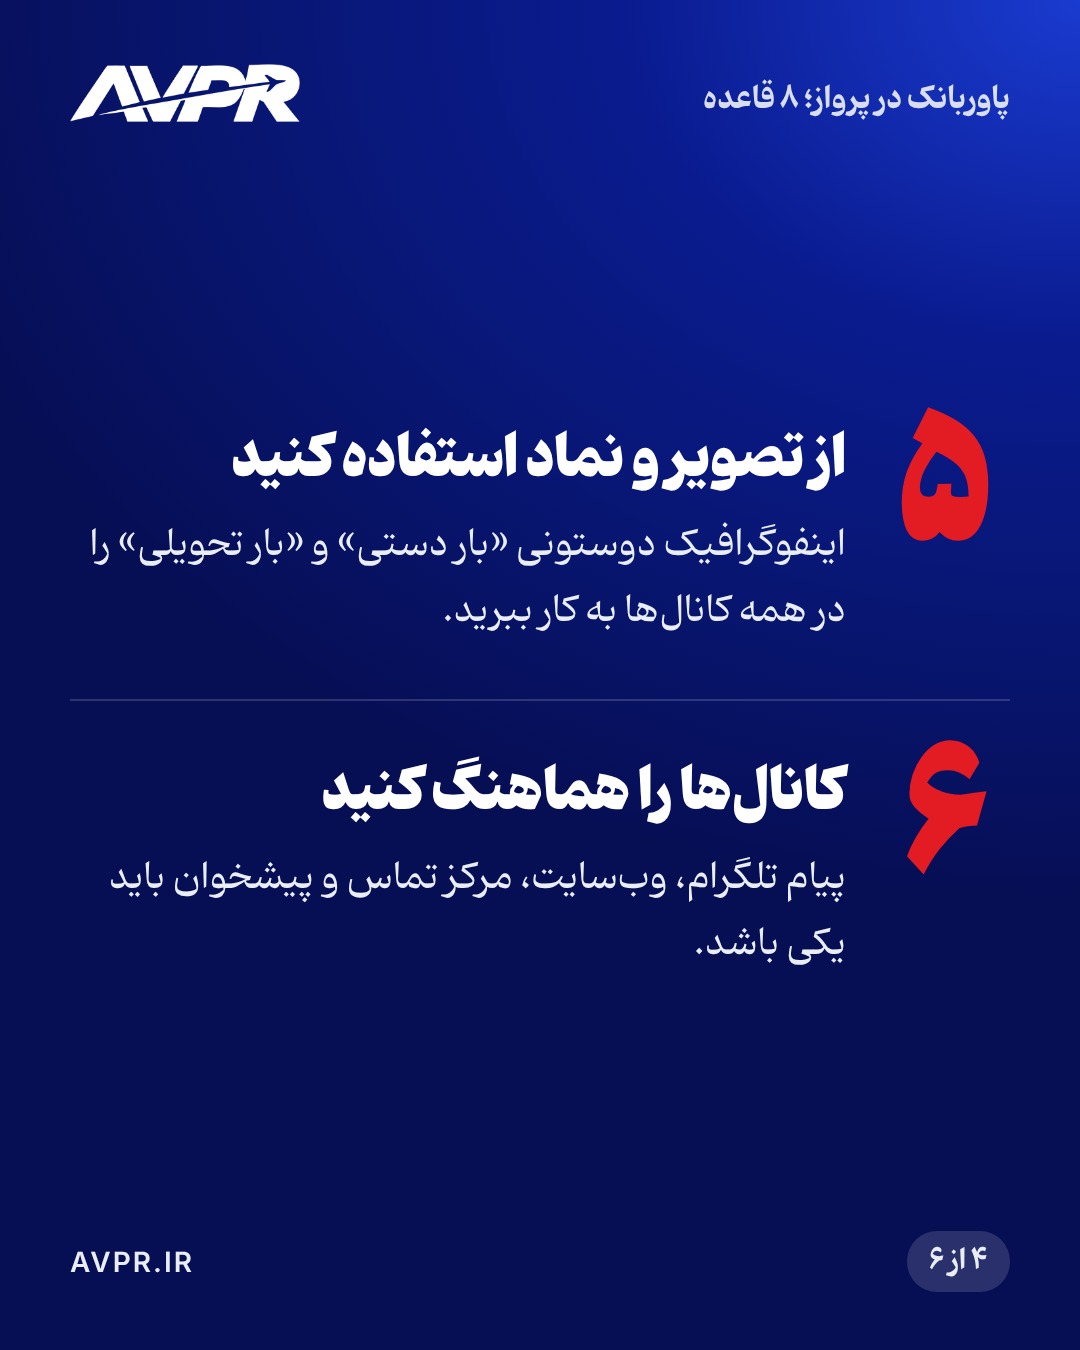 پاوربانک در پرواز؛ ۸ قاعده
AVPR
۵
از تصویر و نماد استفاده کنید
اینفوگرافیک دوستونی «بار دستی» و «بار تحویلی» را
در همه کانال‌ها به کار ببرید.
۶
کانال‌ها را هماهنگ کنید
پیام تلگرام، وب‌سایت، مرکز تماس و پیشخوان باید
یکی باشد.
۴ از ۶
AVPR.IR